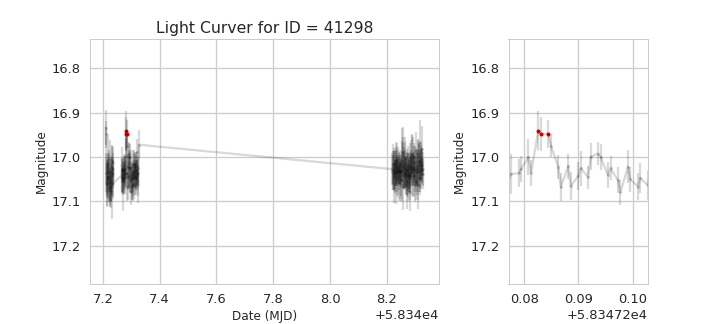 Light Curver for ID = 41298
Magnitude
16.8
16.9
17.0
17.1
17.2
7.2 7.4 7.6 7.8 8.0 8.2
Date (MJD)
+5.834e4
Magnitude
16.8
16.9
17.0
17.1
17.2
0.08 0.09 0.10
+5.83472e4